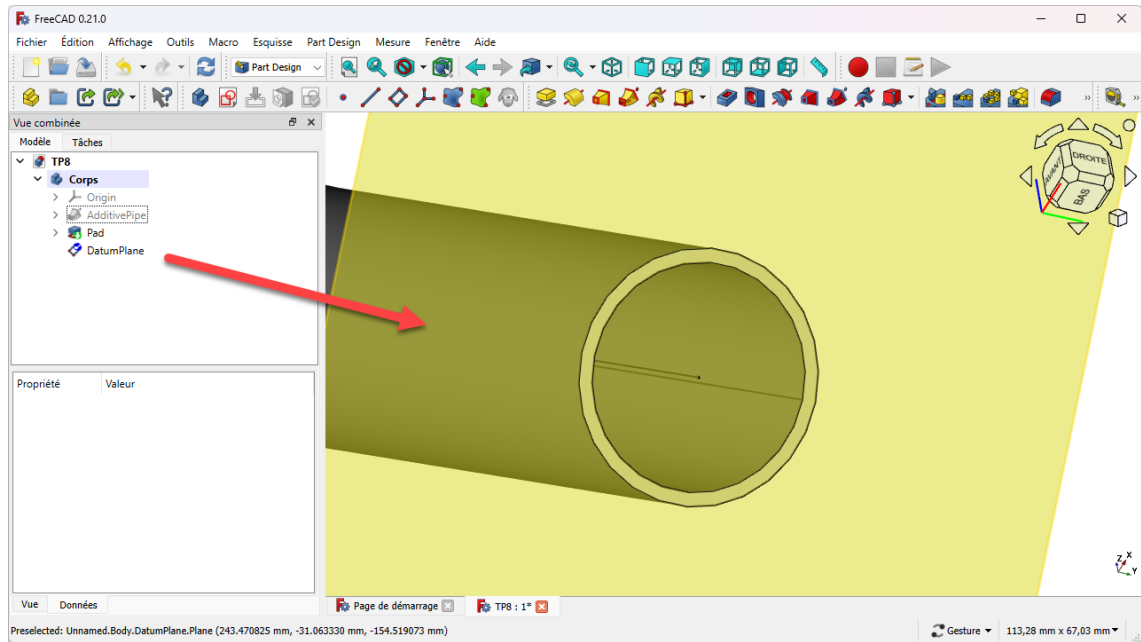 FreeCAD 0.21.0
Fichier Édition Affichage Outils Macro Esquisse Part Design Mesure Fenêtre Aide
Part Design
Vue combinée
Modèle Tâches
TP8
Corps
Origin
AdditivePipe
Pad
DatumPlane
AVANT
DROITE
BAS
Propriété Valeur
Z X
Y
Vue Données
Page de démarrage
TP8 : 1*
Preselected: Unnamed.Body.DatumPlane.Plane (243.470825 mm, -31.063330 mm, -154.519073 mm)
Gesture
113,28 mm x 67,03 mm